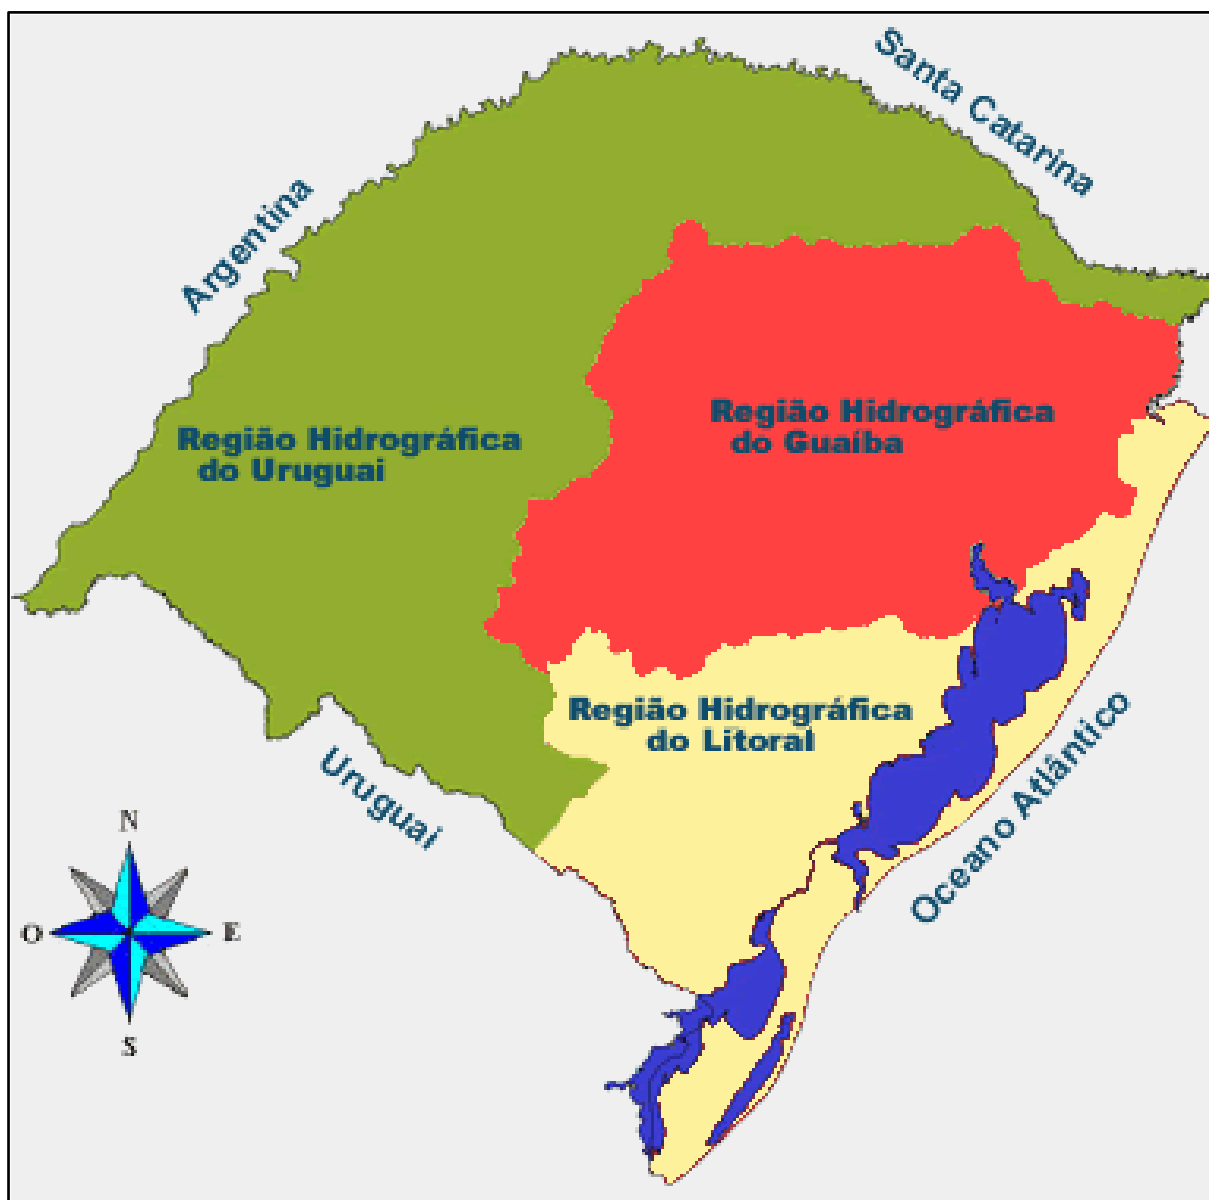 Santa Catarina
Argentina
Região Hidrográfica
do Guaíba
Região Hidrográfica
do Uruguai
Região Hidrográfica
do Litoral
Uruguai
Oceano Atlântico
N
O
E
S